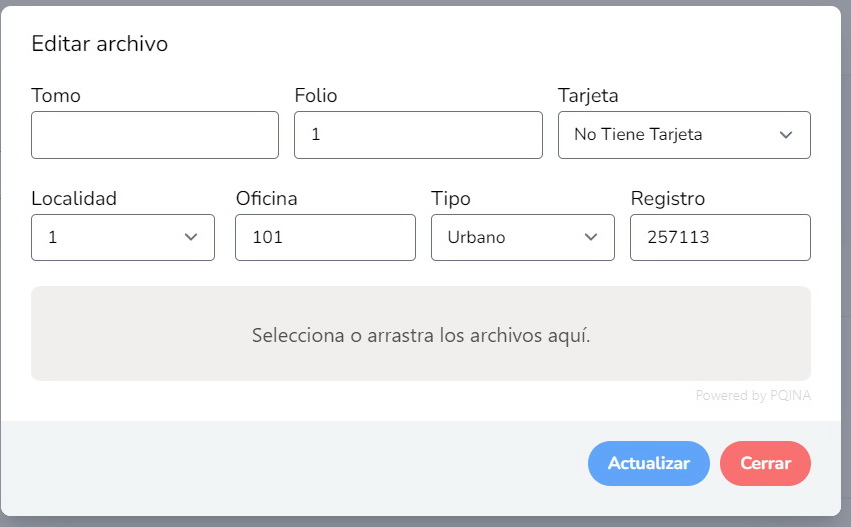 Editar archivo
Tomo Folio Tarjeta
1 No Tiene Tarjeta
Localidad Oficina Tipo Registro
1 101 Urbano 257113
Selecciona o arrastra los archivos aquí.
Powered by PQINA
Actualizar Cerrar